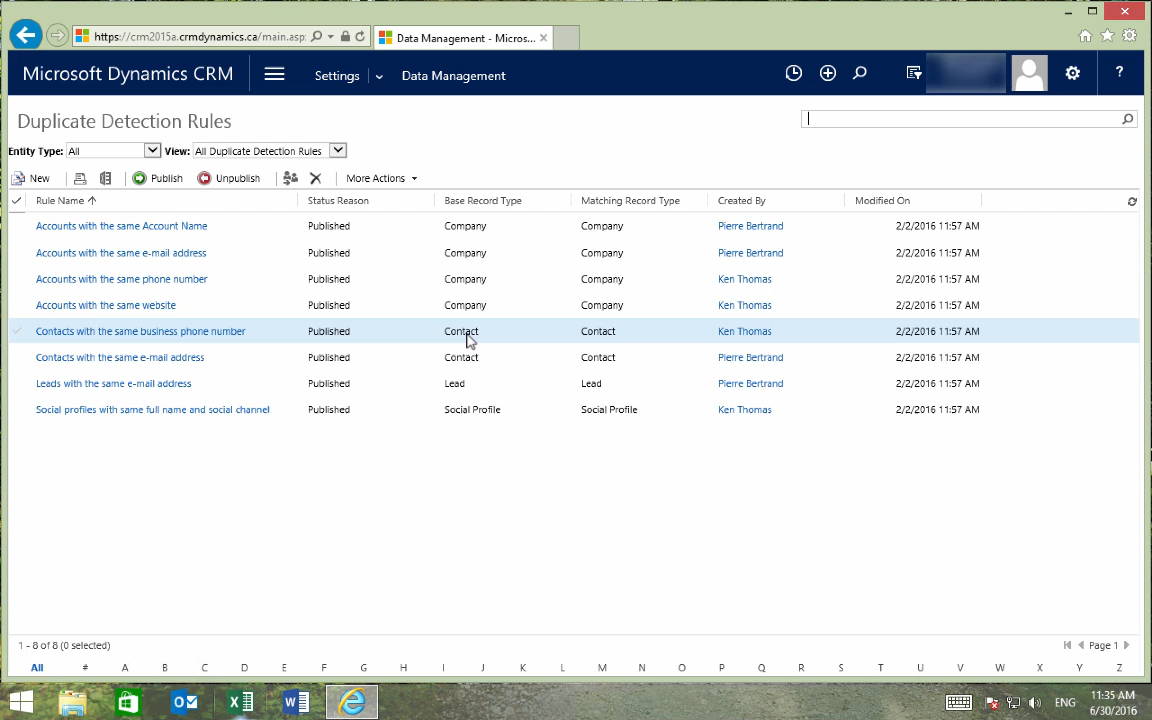 https://crm2015a.crmdynamics.ca/main.asp:
Data Management - Micros...
Microsoft Dynamics CRM
Settings
Data Management
?
Duplicate Detection Rules
Entity Type: All
View: All Duplicate Detection Rules
New
Publish
Unpublish
More Actions
Rule Name Status Reason Base Record Type Matching Record Type Created By Modified On
Accounts with the same Account Name Published Company Company Pierre Bertrand 2/2/2016 11:57 AM
Accounts with the same e-mail address Published Company Company Pierre Bertrand 2/2/2016 11:57 AM
Accounts with the same phone number Published Company Company Ken Thomas 2/2/2016 11:57 AM
Accounts with the same website Published Company Company Ken Thomas 2/2/2016 11:57 AM
Contacts with the same business phone number Published Contact Contact Ken Thomas 2/2/2016 11:57 AM
Contacts with the same e-mail address Published Contact Contact Pierre Bertrand 2/2/2016 11:57 AM
Leads with the same e-mail address Published Lead Lead Pierre Bertrand 2/2/2016 11:57 AM
Social profiles with same full name and social channel Published Social Profile Social Profile Ken Thomas 2/2/2016 11:57 AM
1 - 8 of 8 (0 selected)
Page 1
All # A B C D E F G H I J K L M N O P Q R S T U V W X Y Z
ENG
11:35 AM
6/30/2016